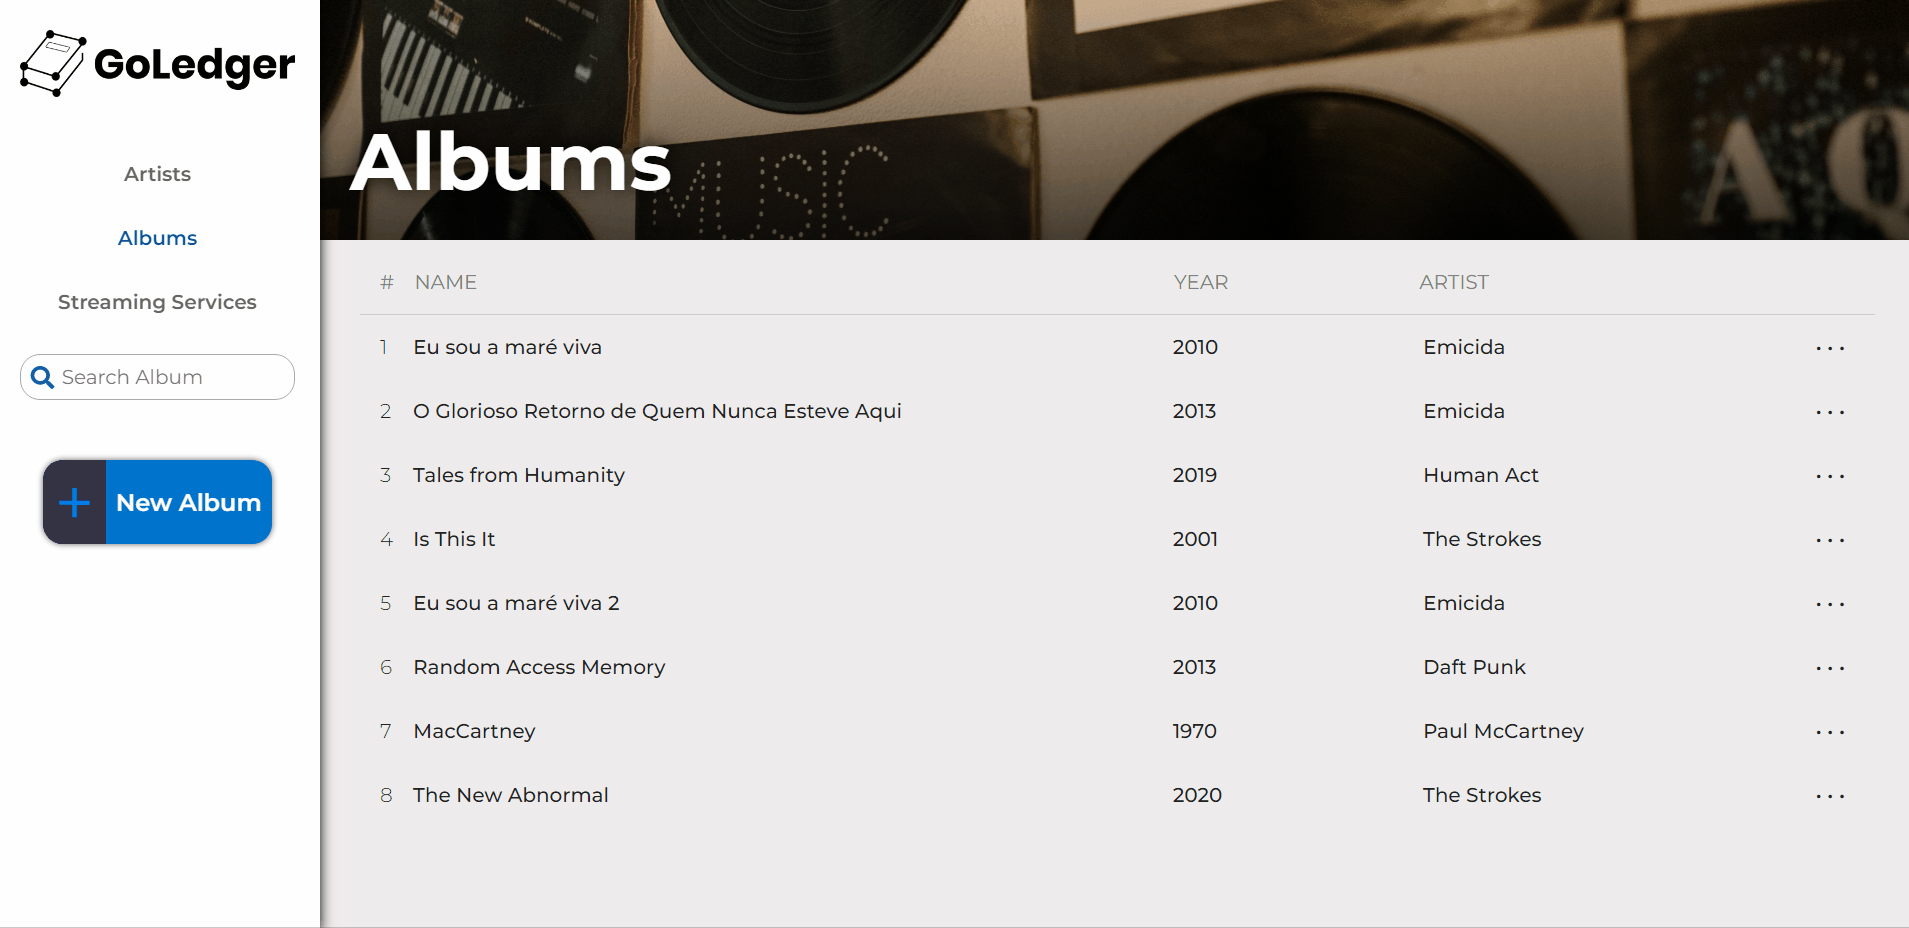 GoLedger
Artists
Albums
Streaming Services
Search Album
New Album
Albums
MUSIC
A Q
# NAME YEAR ARTIST
1 Eu sou a maré viva 2010 Emicida ...
2 O Glorioso Retorno de Quem Nunca Esteve Aqui 2013 Emicida ...
3 Tales from Humanity 2019 Human Act ...
4 Is This It 2001 The Strokes ...
5 Eu sou a maré viva 2 2010 Emicida ...
6 Random Access Memory 2013 Daft Punk ...
7 MacCartney 1970 Paul McCartney ...
8 The New Abnormal 2020 The Strokes ...